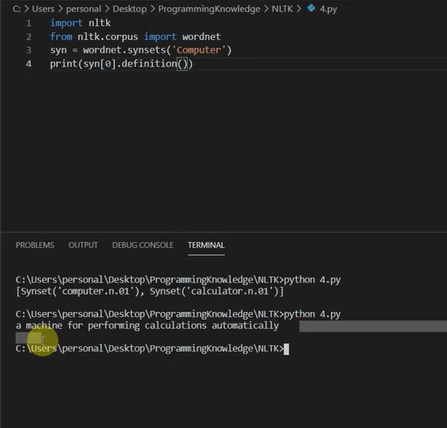 C: > Users > personal > Desktop > ProgrammingKnowledge > NLTK > 4.py
1 import nltk
2 from nltk.corpus import wordnet
3 syn = wordnet.synsets('Computer')
4 print(syn[0].definition())
PROBLEMS OUTPUT DEBUG CONSOLE TERMINAL
C:\Users\personal\Desktop\ProgrammingKnowledge\NLTK>python 4.py
[Synset('computer.n.01'), Synset('calculator.n.01')]
C:\Users\personal\Desktop\ProgrammingKnowledge\NLTK>python 4.py
a machine for performing calculations automatically
C:\Users\personal\Desktop\ProgrammingKnowledge\NLTK>